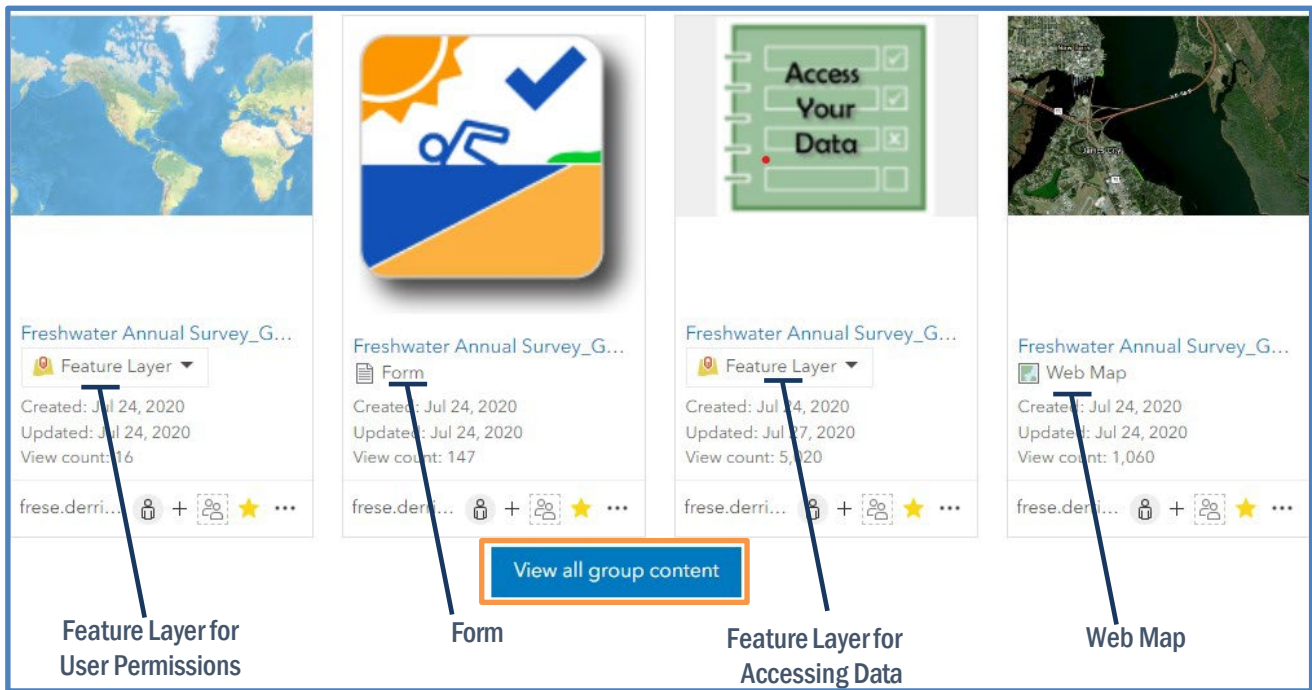 Access
Your
Data
Freshwater Annual Survey_G...
Feature Layer
Created: Jul 24, 2020
Updated: Jul 24, 2020
View count: 16
frese.derri...
Freshwater Annual Survey_G...
Form
Created: Jul 24, 2020
Updated: Jul 24, 2020
View count: 147
frese.derri...
Freshwater Annual Survey_G...
Feature Layer
Created: Jul 24, 2020
Updated: Jul 27, 2020
View count: 5,020
frese.derri...
Freshwater Annual Survey_G...
Web Map
Created: Jul 24, 2020
Updated: Jul 24, 2020
View count: 1,060
frese.derri...
View all group content
Feature Layer for
User Permissions
Form
Feature Layer for
Accessing Data
Web Map